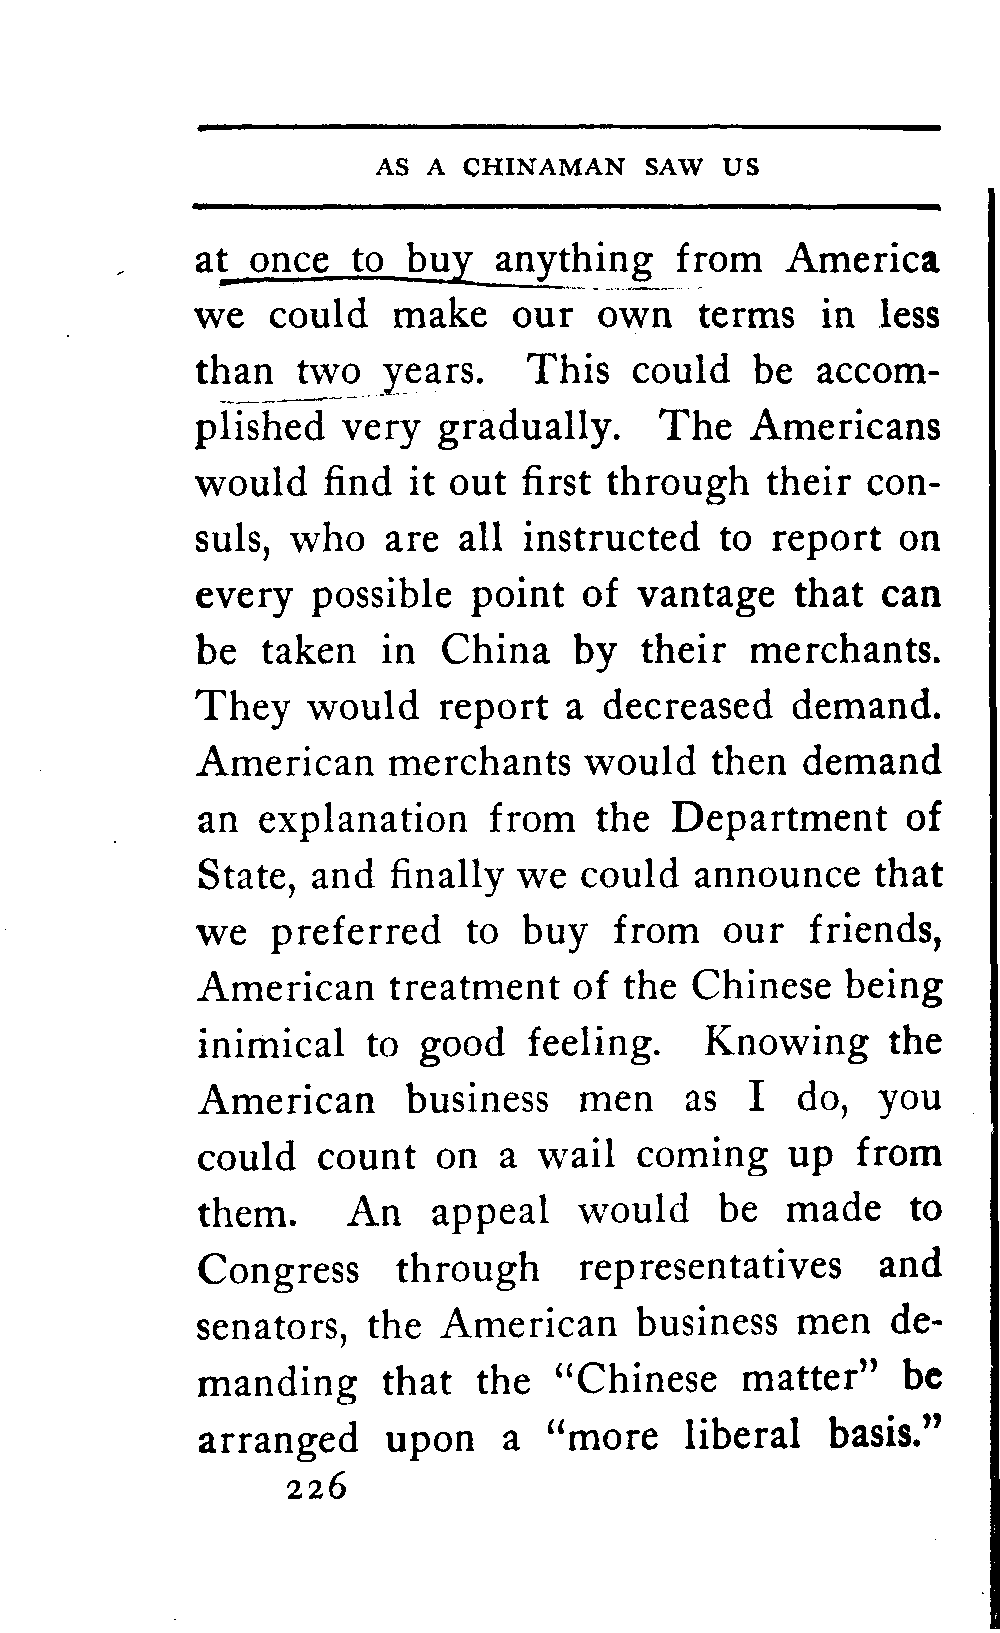 AS A CHINAMAN SAW US
at once to buy anything from America
we could make our own terms in less
than two years. This could be accom-
plished very gradually. The Americans
would find it out first through their con-
suls, who are all instructed to report on
every possible point of vantage that can
be taken in China by their merchants.
They would report a decreased demand.
American merchants would then demand
an explanation from the Department of
State, and finally we could announce that
we preferred to buy from our friends,
American treatment of the Chinese being
inimical to good feeling. Knowing the
American business men as I do, you
could count on a wail coming up from
them. An appeal would be made to
Congress through representatives and
senators, the American business men de-
manding that the “Chinese matter” be
arranged upon a “more liberal basis.”
226